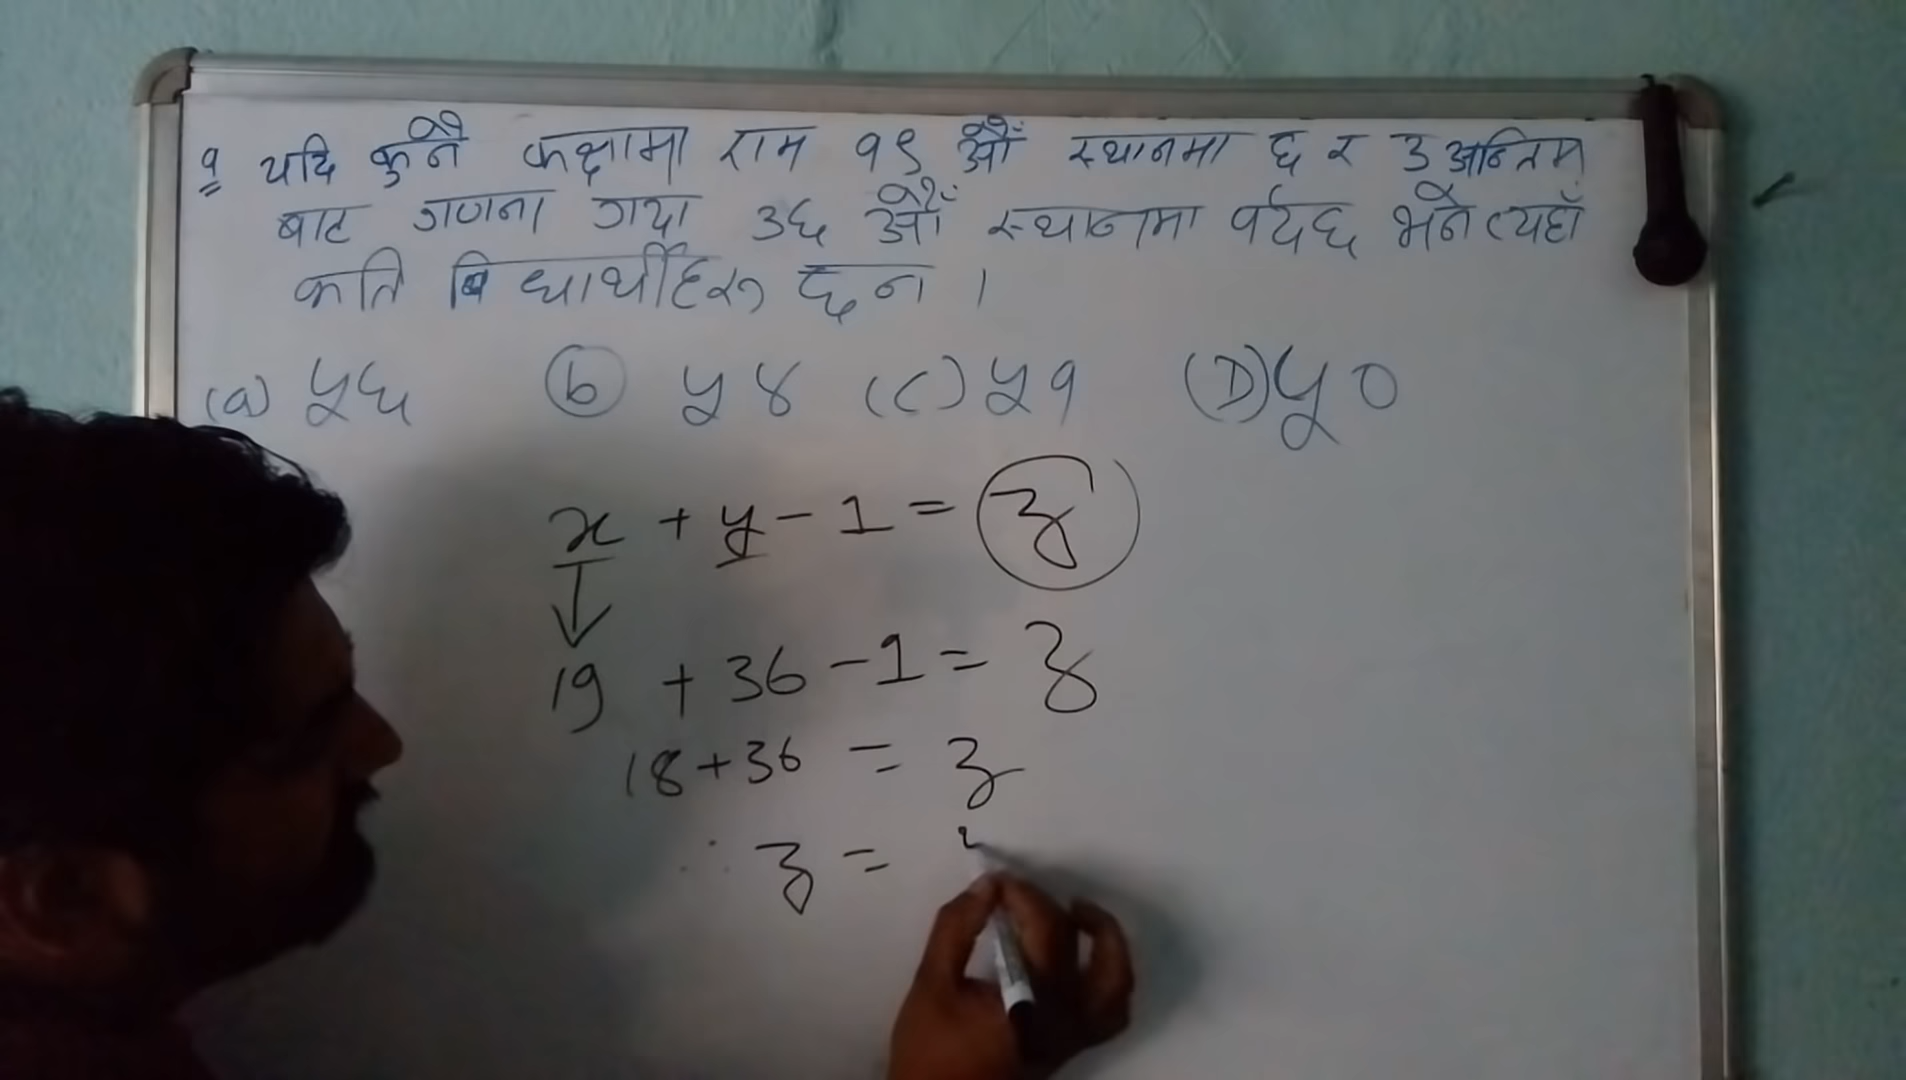 १ यदि कुनै कक्षामा राम १९ औं स्थानमा छ र उ अन्तिम
बाट गणना गर्दा ३६ औं स्थानमा पर्दछ भने त्यहाँ
कति विद्यार्थीहरू छन ।
(a) ५६ (b) ५४ (C) ५१ (D) ५०
x + y - 1 = z
19 + 36 - 1 = z
18 + 36 = z
∴ z =